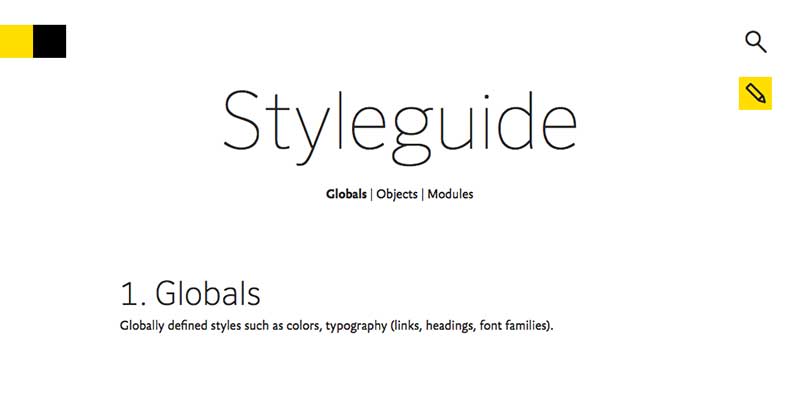 Styleguide
Globals | Objects | Modules
1. Globals
Globally defined styles such as colors, typography (links, headings, font families).